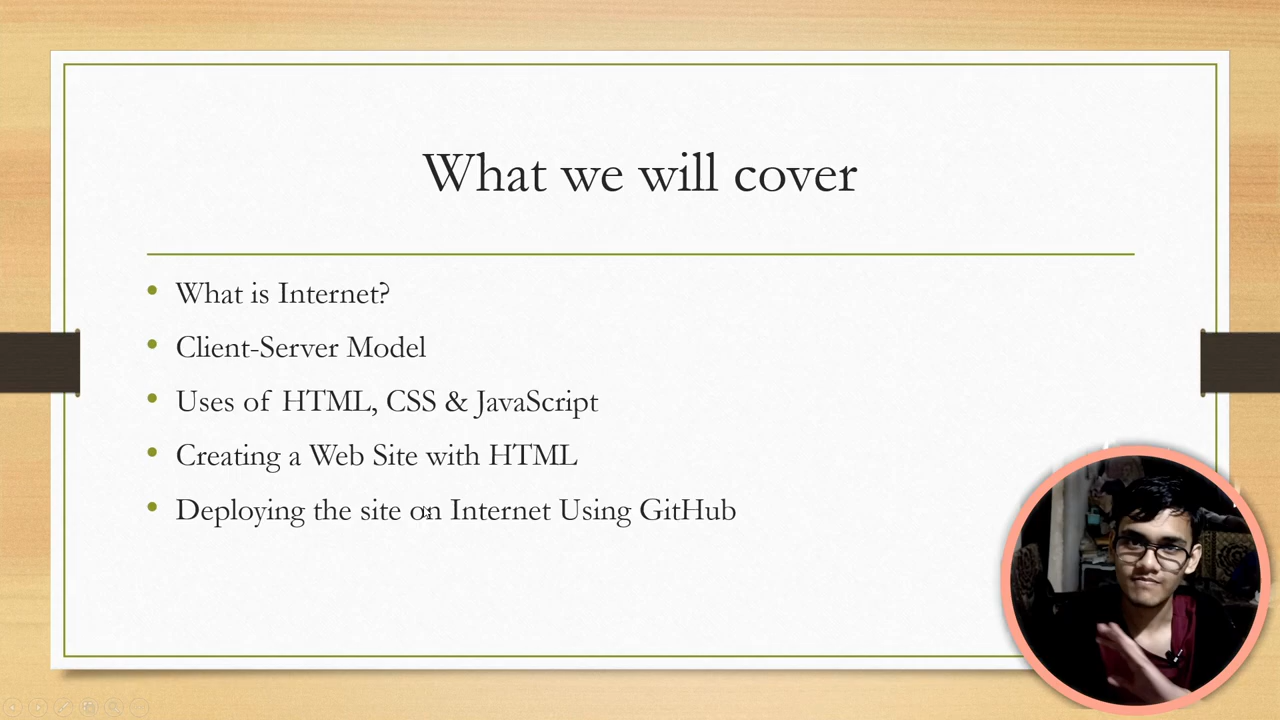 What we will cover
What is Internet?
Client-Server Model
Uses of HTML, CSS & JavaScript
Creating a Web Site with HTML
Deploying the site on Internet Using GitHub